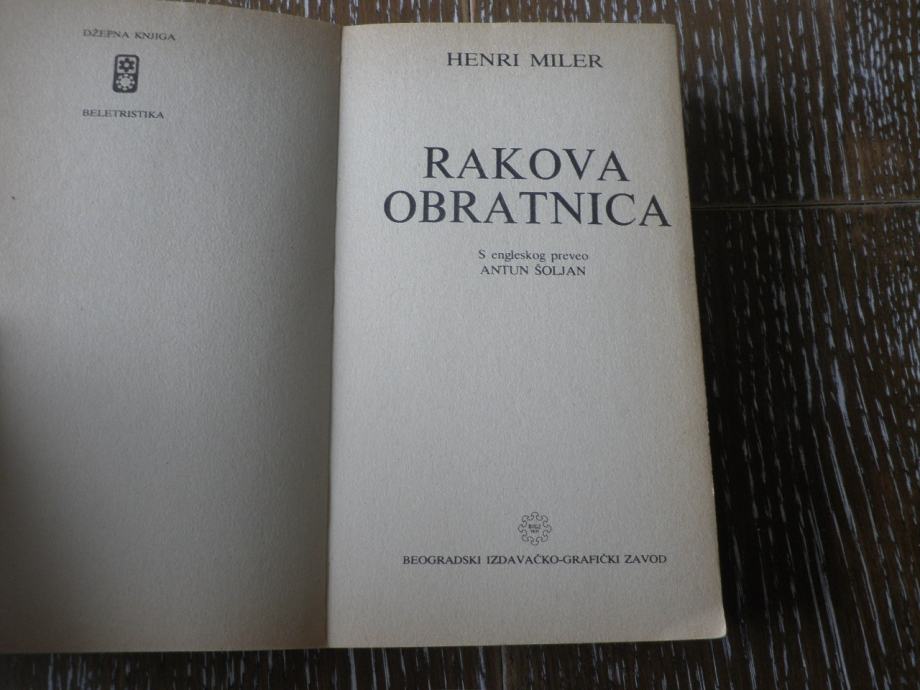 DŽEPNA KNJIGA
BELETRISTIKA
HENRI MILER
RAKOVA
OBRATNICA
S engleskog preveo
ANTUN ŠOLJAN
BEOGRADSKI IZDAVAČKO-GRAFIČKI ZAVOD